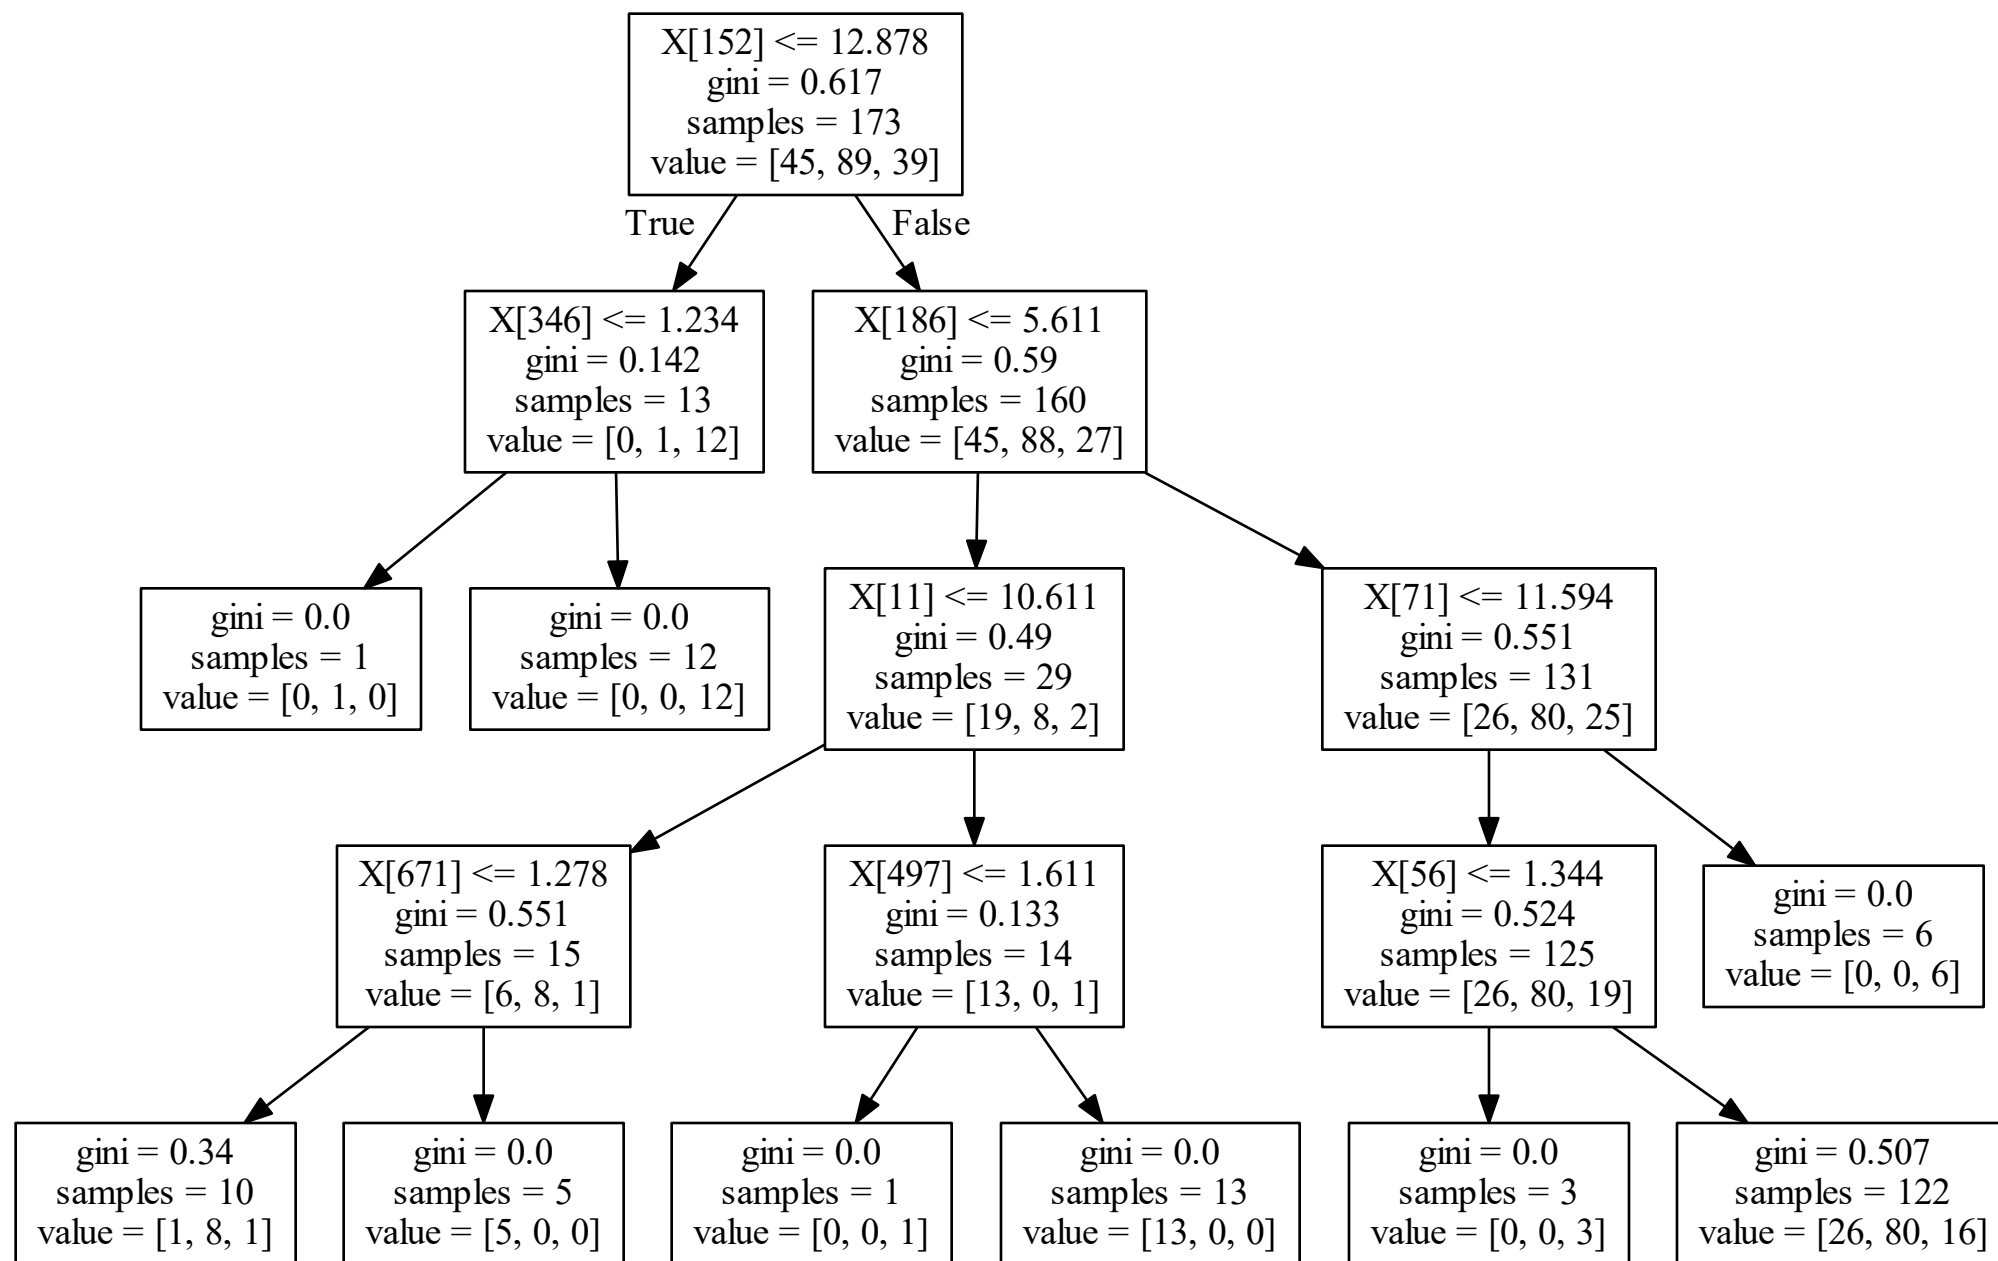 X[152] <= 12.878
gini = 0.617
samples = 173
value = [45, 89, 39]
True
False
X[346] <= 1.234
gini = 0.142
samples = 13
value = [0, 1, 12]
X[186] <= 5.611
gini = 0.59
samples = 160
value = [45, 88, 27]
gini = 0.0
samples = 1
value = [0, 1, 0]
gini = 0.0
samples = 12
value = [0, 0, 12]
X[11] <= 10.611
gini = 0.49
samples = 29
value = [19, 8, 2]
X[71] <= 11.594
gini = 0.551
samples = 131
value = [26, 80, 25]
X[671] <= 1.278
gini = 0.551
samples = 15
value = [6, 8, 1]
X[497] <= 1.611
gini = 0.133
samples = 14
value = [13, 0, 1]
X[56] <= 1.344
gini = 0.524
samples = 125
value = [26, 80, 19]
gini = 0.0
samples = 6
value = [0, 0, 6]
gini = 0.34
samples = 10
value = [1, 8, 1]
gini = 0.0
samples = 5
value = [5, 0, 0]
gini = 0.0
samples = 1
value = [0, 0, 1]
gini = 0.0
samples = 13
value = [13, 0, 0]
gini = 0.0
samples = 3
value = [0, 0, 3]
gini = 0.507
samples = 122
value = [26, 80, 16]